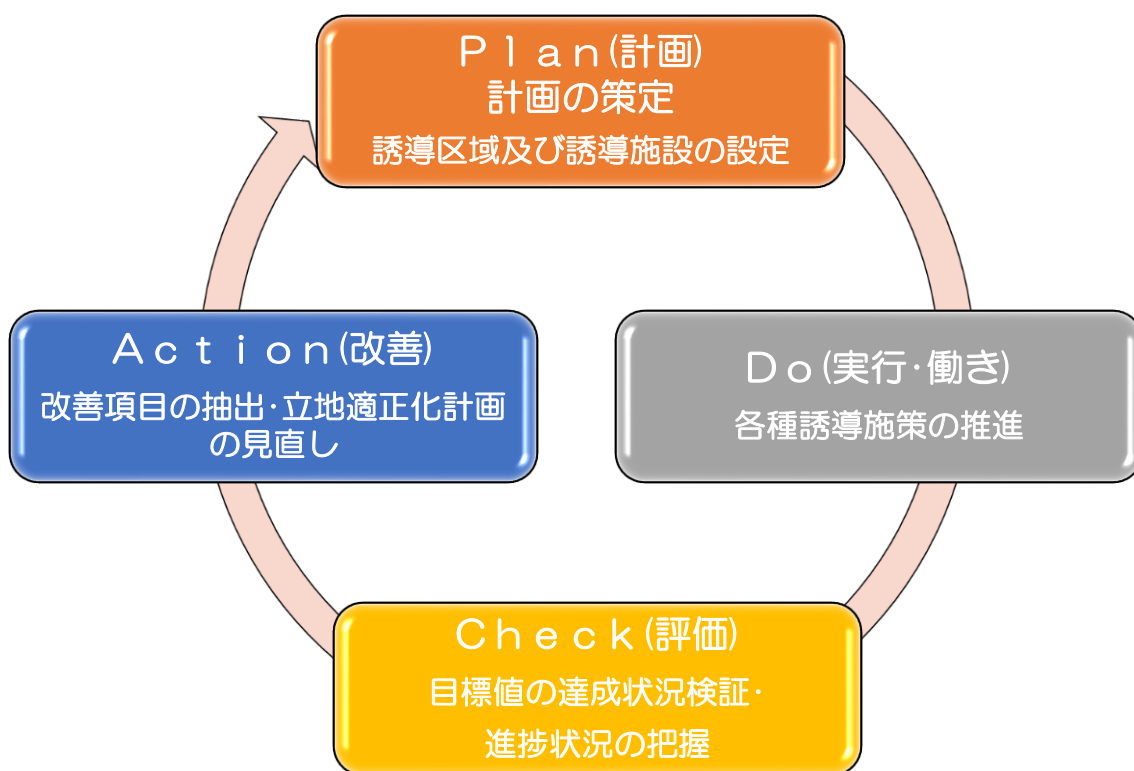 Ｐｌａｎ(計画)
計画の策定
誘導区域及び誘導施設の設定
Ｄｏ(実行・働き)
各種誘導施策の推進
Ｃｈｅｃｋ(評価)
目標値の達成状況検証・
進捗状況の把握
Ａｃｔｉｏｎ(改善)
改善項目の抽出・立地適正化計画
の見直し